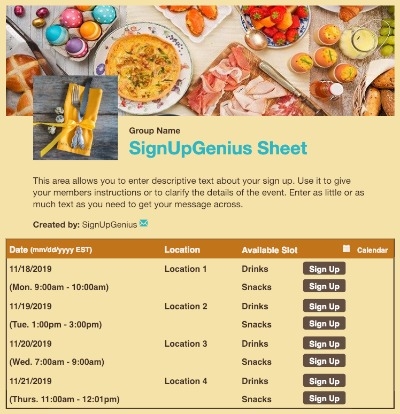 Group Name
SignUpGenius Sheet
This area allows you to enter descriptive text about your sign up. Use it to give
your members instructions or to clarify the details of the event. Enter as little or as
much text as you need to get your message across.
Created by: SignUpGenius
Date (mm/dd/yyyy EST) Location Available Slot Calendar
11/18/2019 Location 1 Drinks Sign Up
(Mon. 9:00am - 10:00am) Snacks Sign Up
11/19/2019 Location 2 Drinks Sign Up
(Tue. 1:00pm - 3:00pm) Snacks Sign Up
11/20/2019 Location 3 Drinks Sign Up
(Wed. 7:00am - 9:00am) Snacks Sign Up
11/21/2019 Location 4 Drinks Sign Up
(Thurs. 11:00am - 12:01pm) Snacks Sign Up